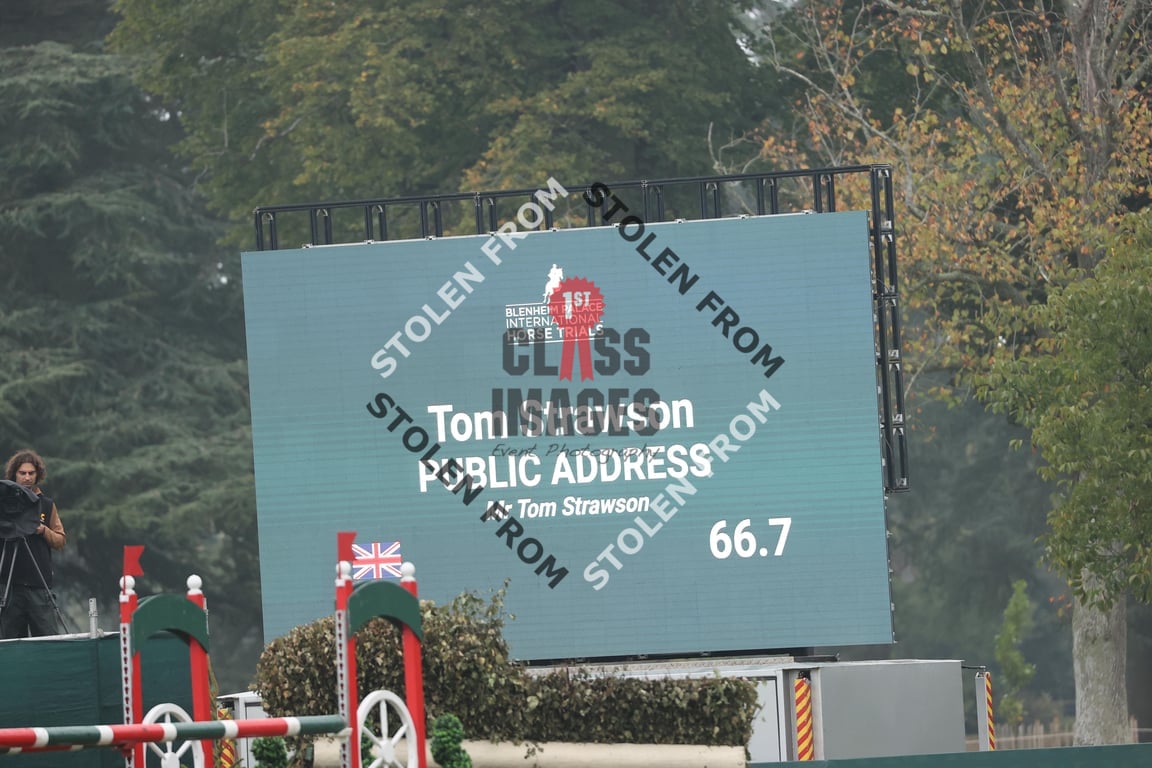 BLENHEIM PALACE
INTERNATIONAL
HORSE TRIALS
1ST
CLASS
IMAGES
Event Photography
Tom Strawson
PUBLIC ADDRESS
Mr Tom Strawson
66.7
STOLEN FROM
STOLEN FROM
STOLEN FROM
STOLEN FROM